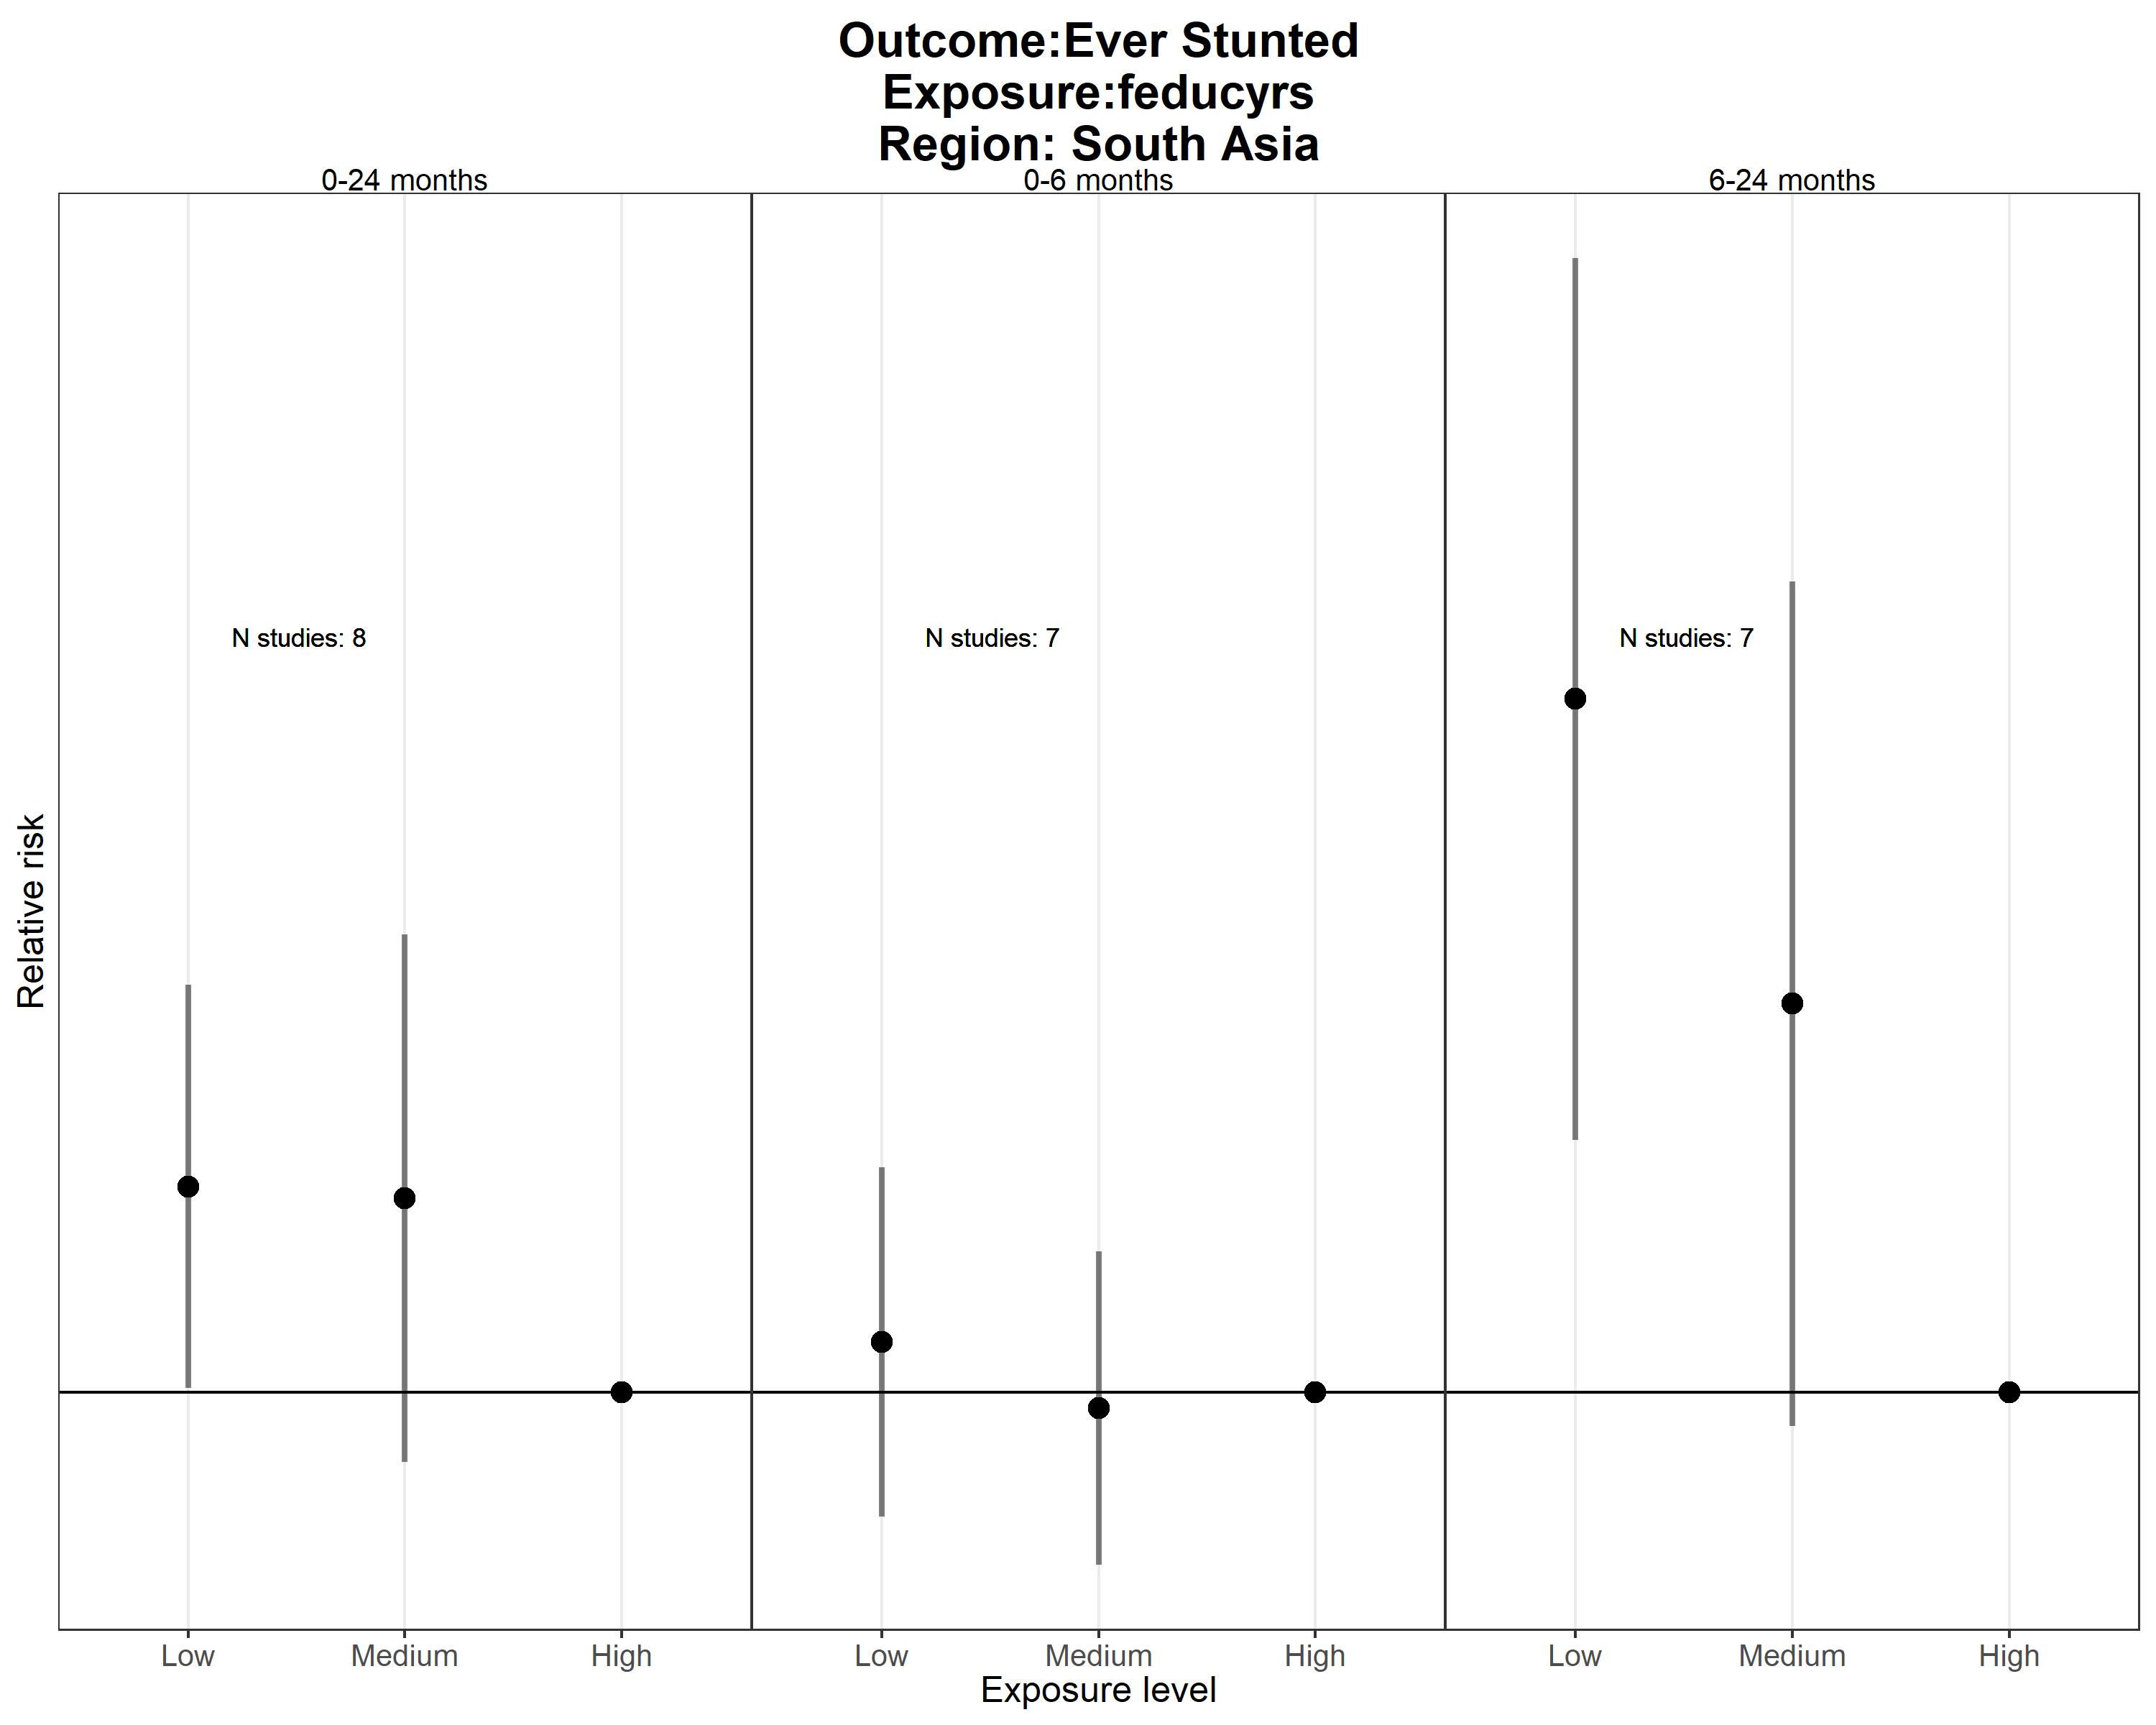 Outcome:Ever Stunted
Exposure:feducyrs
Region: South Asia
0-24 months
0-6 months
6-24 months
N studies: 8
N studies: 7
N studies: 7
Relative risk
Low
Medium
High
Low
Medium
High
Low
Medium
High
Exposure level